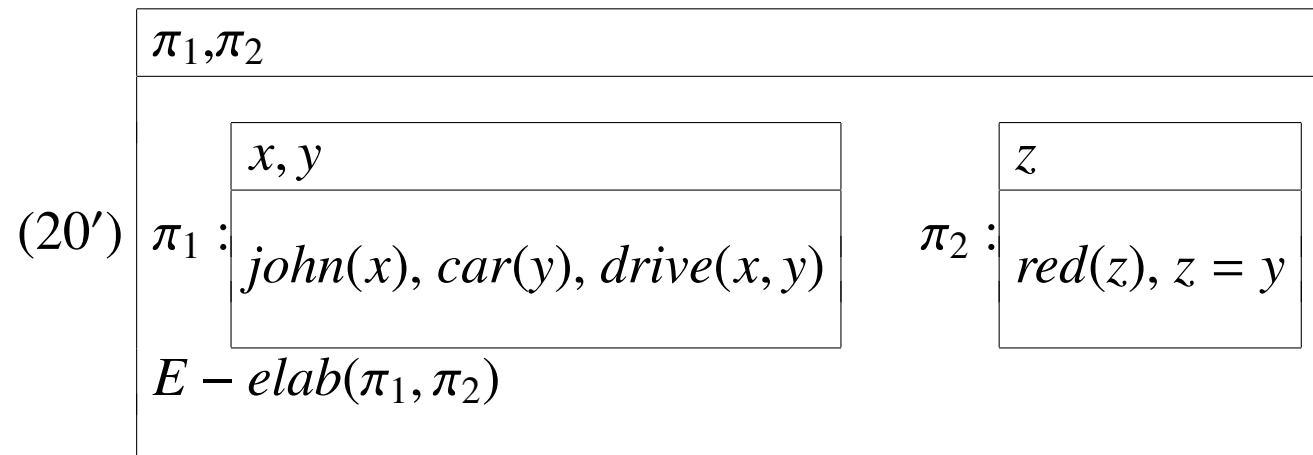 π₁,π₂
x, y
z
(20′) π₁ : π₂ :
john(x), car(y), drive(x, y) red(z), z = y
E − elab(π₁, π₂)